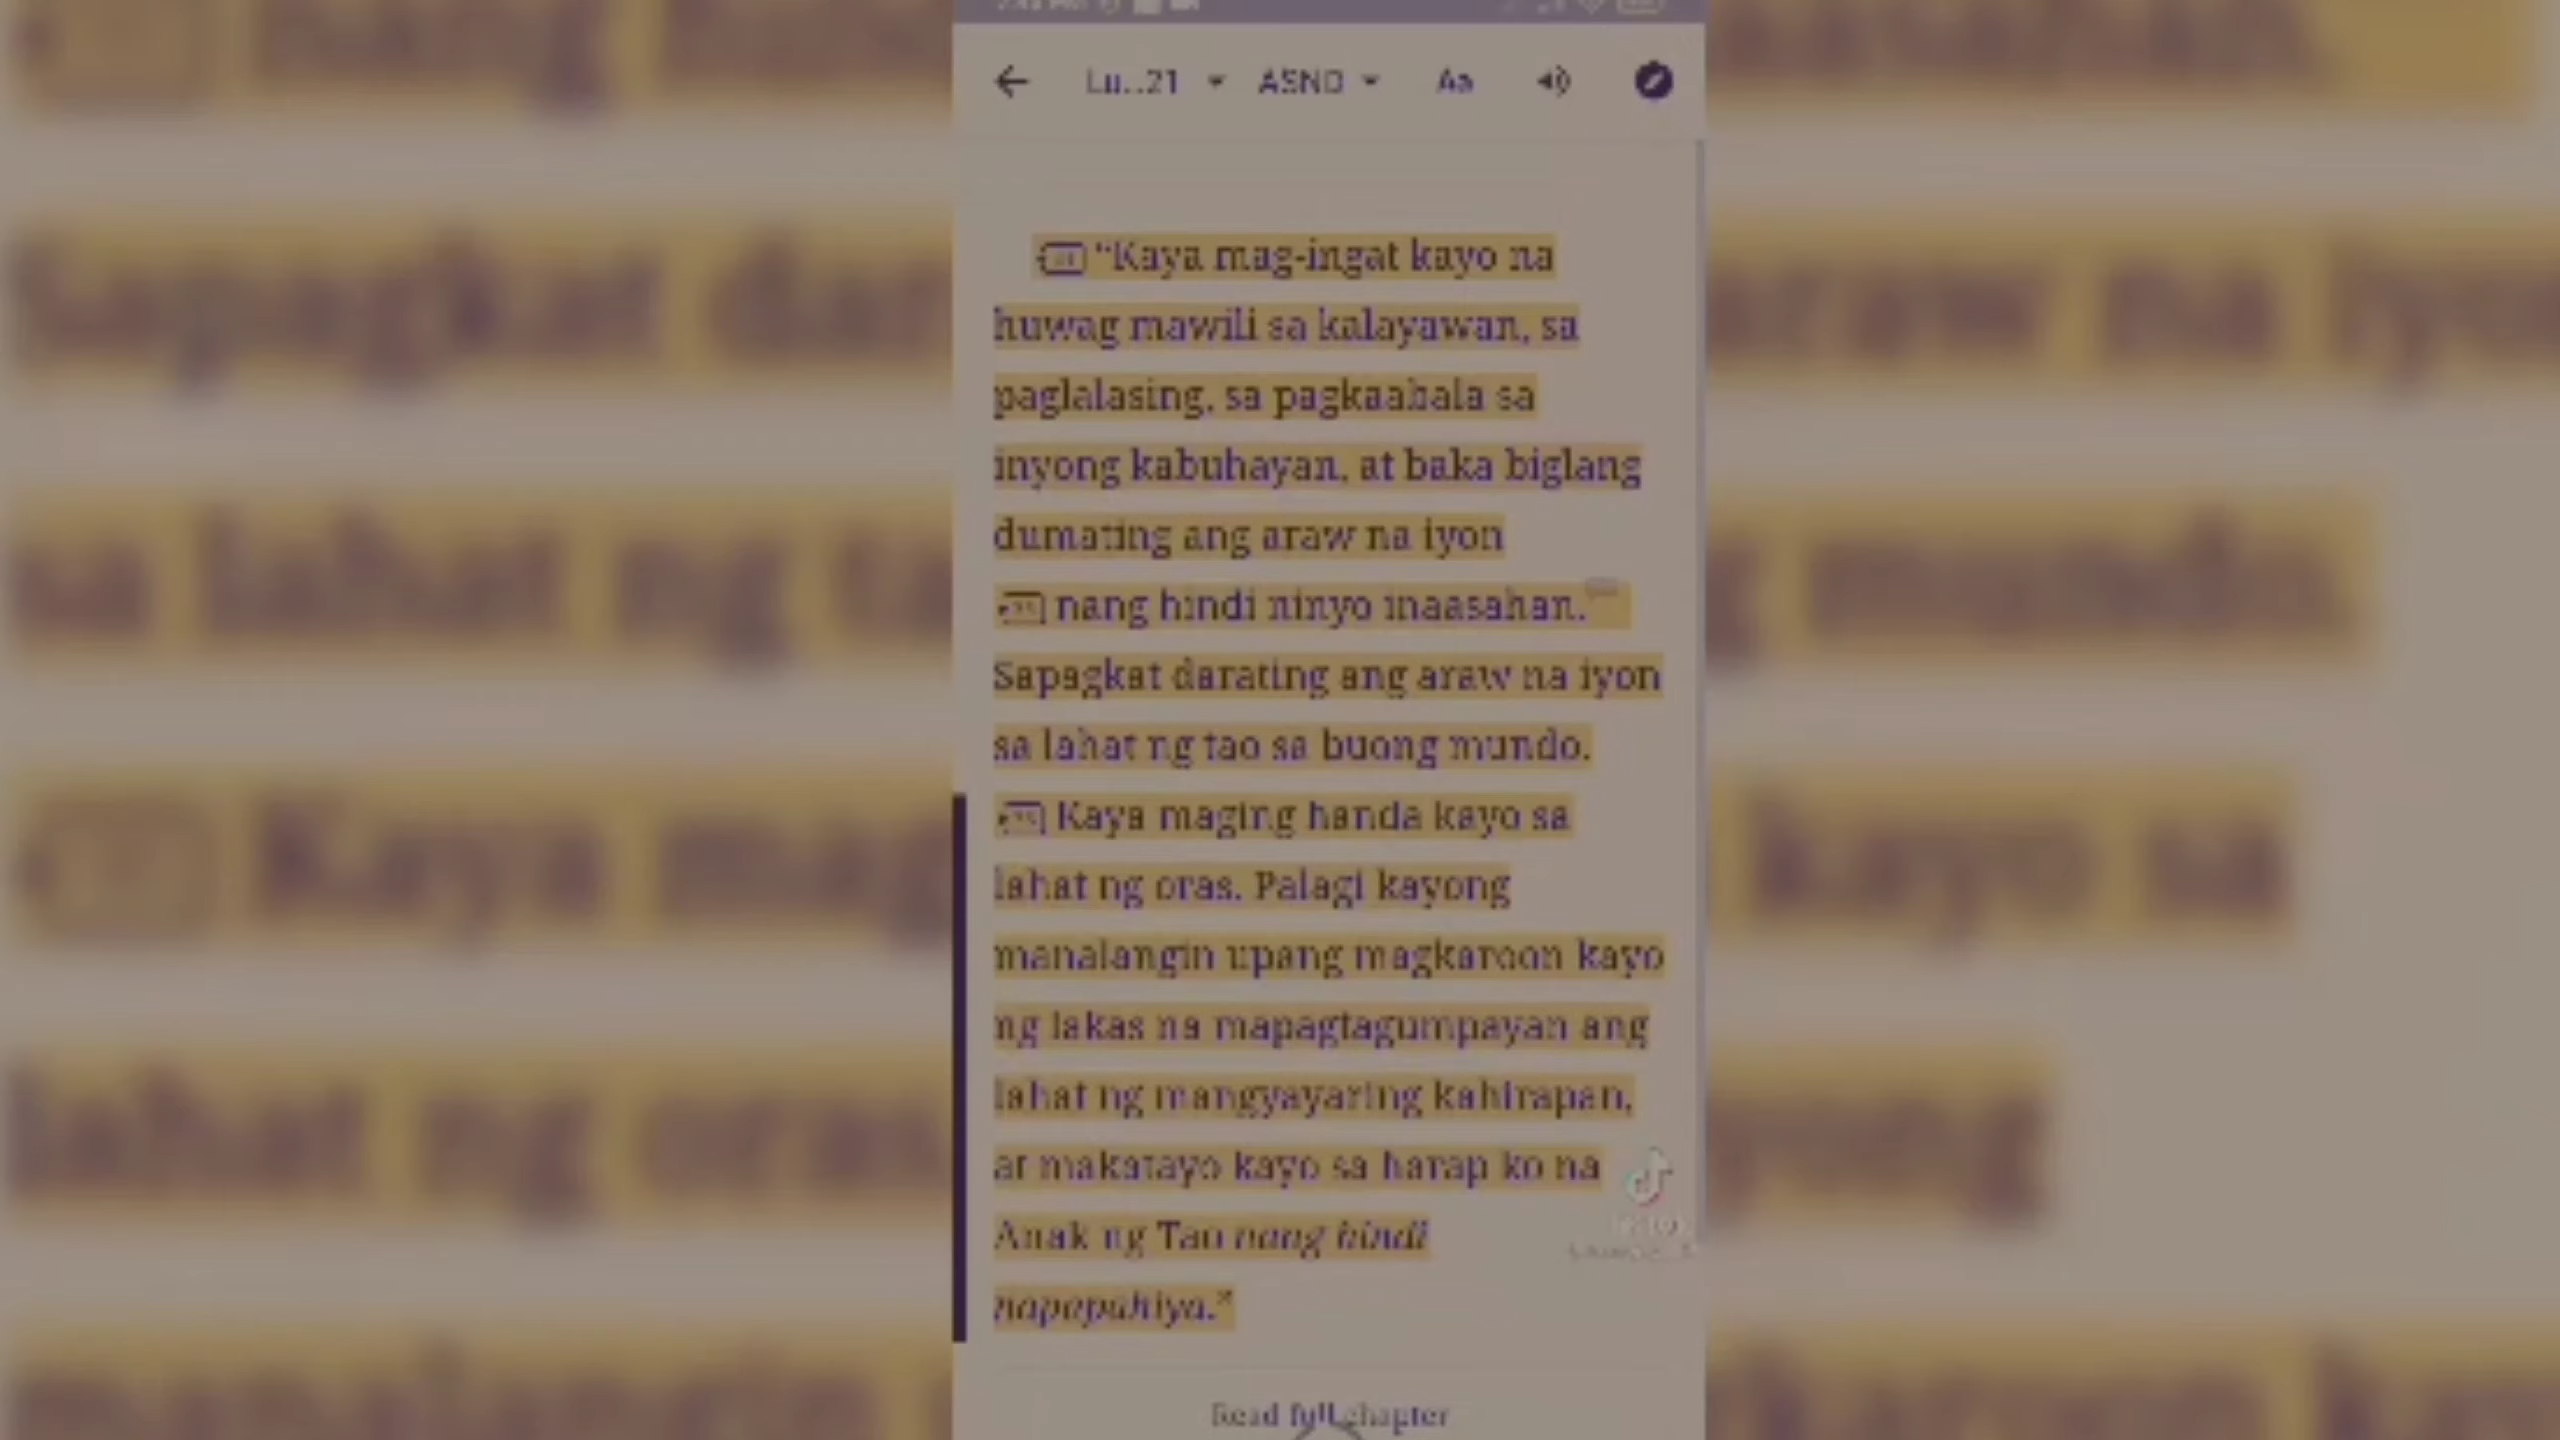 Lu...21 ASND Aa
"Kaya mag-ingat kayo na
huwag mawili sa kalayawan, sa
paglalasing, sa pagkaabala sa
inyong kabuhayan, at baka biglang
dumating ang araw na iyon
nang hindi ninyo inaasahan.
Sapagkat darating ang araw na iyon
sa lahat ng tao sa buong mundo.
Kaya maging handa kayo sa
lahat ng oras. Palagi kayong
manalangin upang magkaroon kayo
ng lakas na mapagtagumpayan ang
lahat ng mangyayaring kahirapan,
at makatayo kayo sa harap ko na
Anak ng Tao nang hindi
napapahiya."
Read full chapter